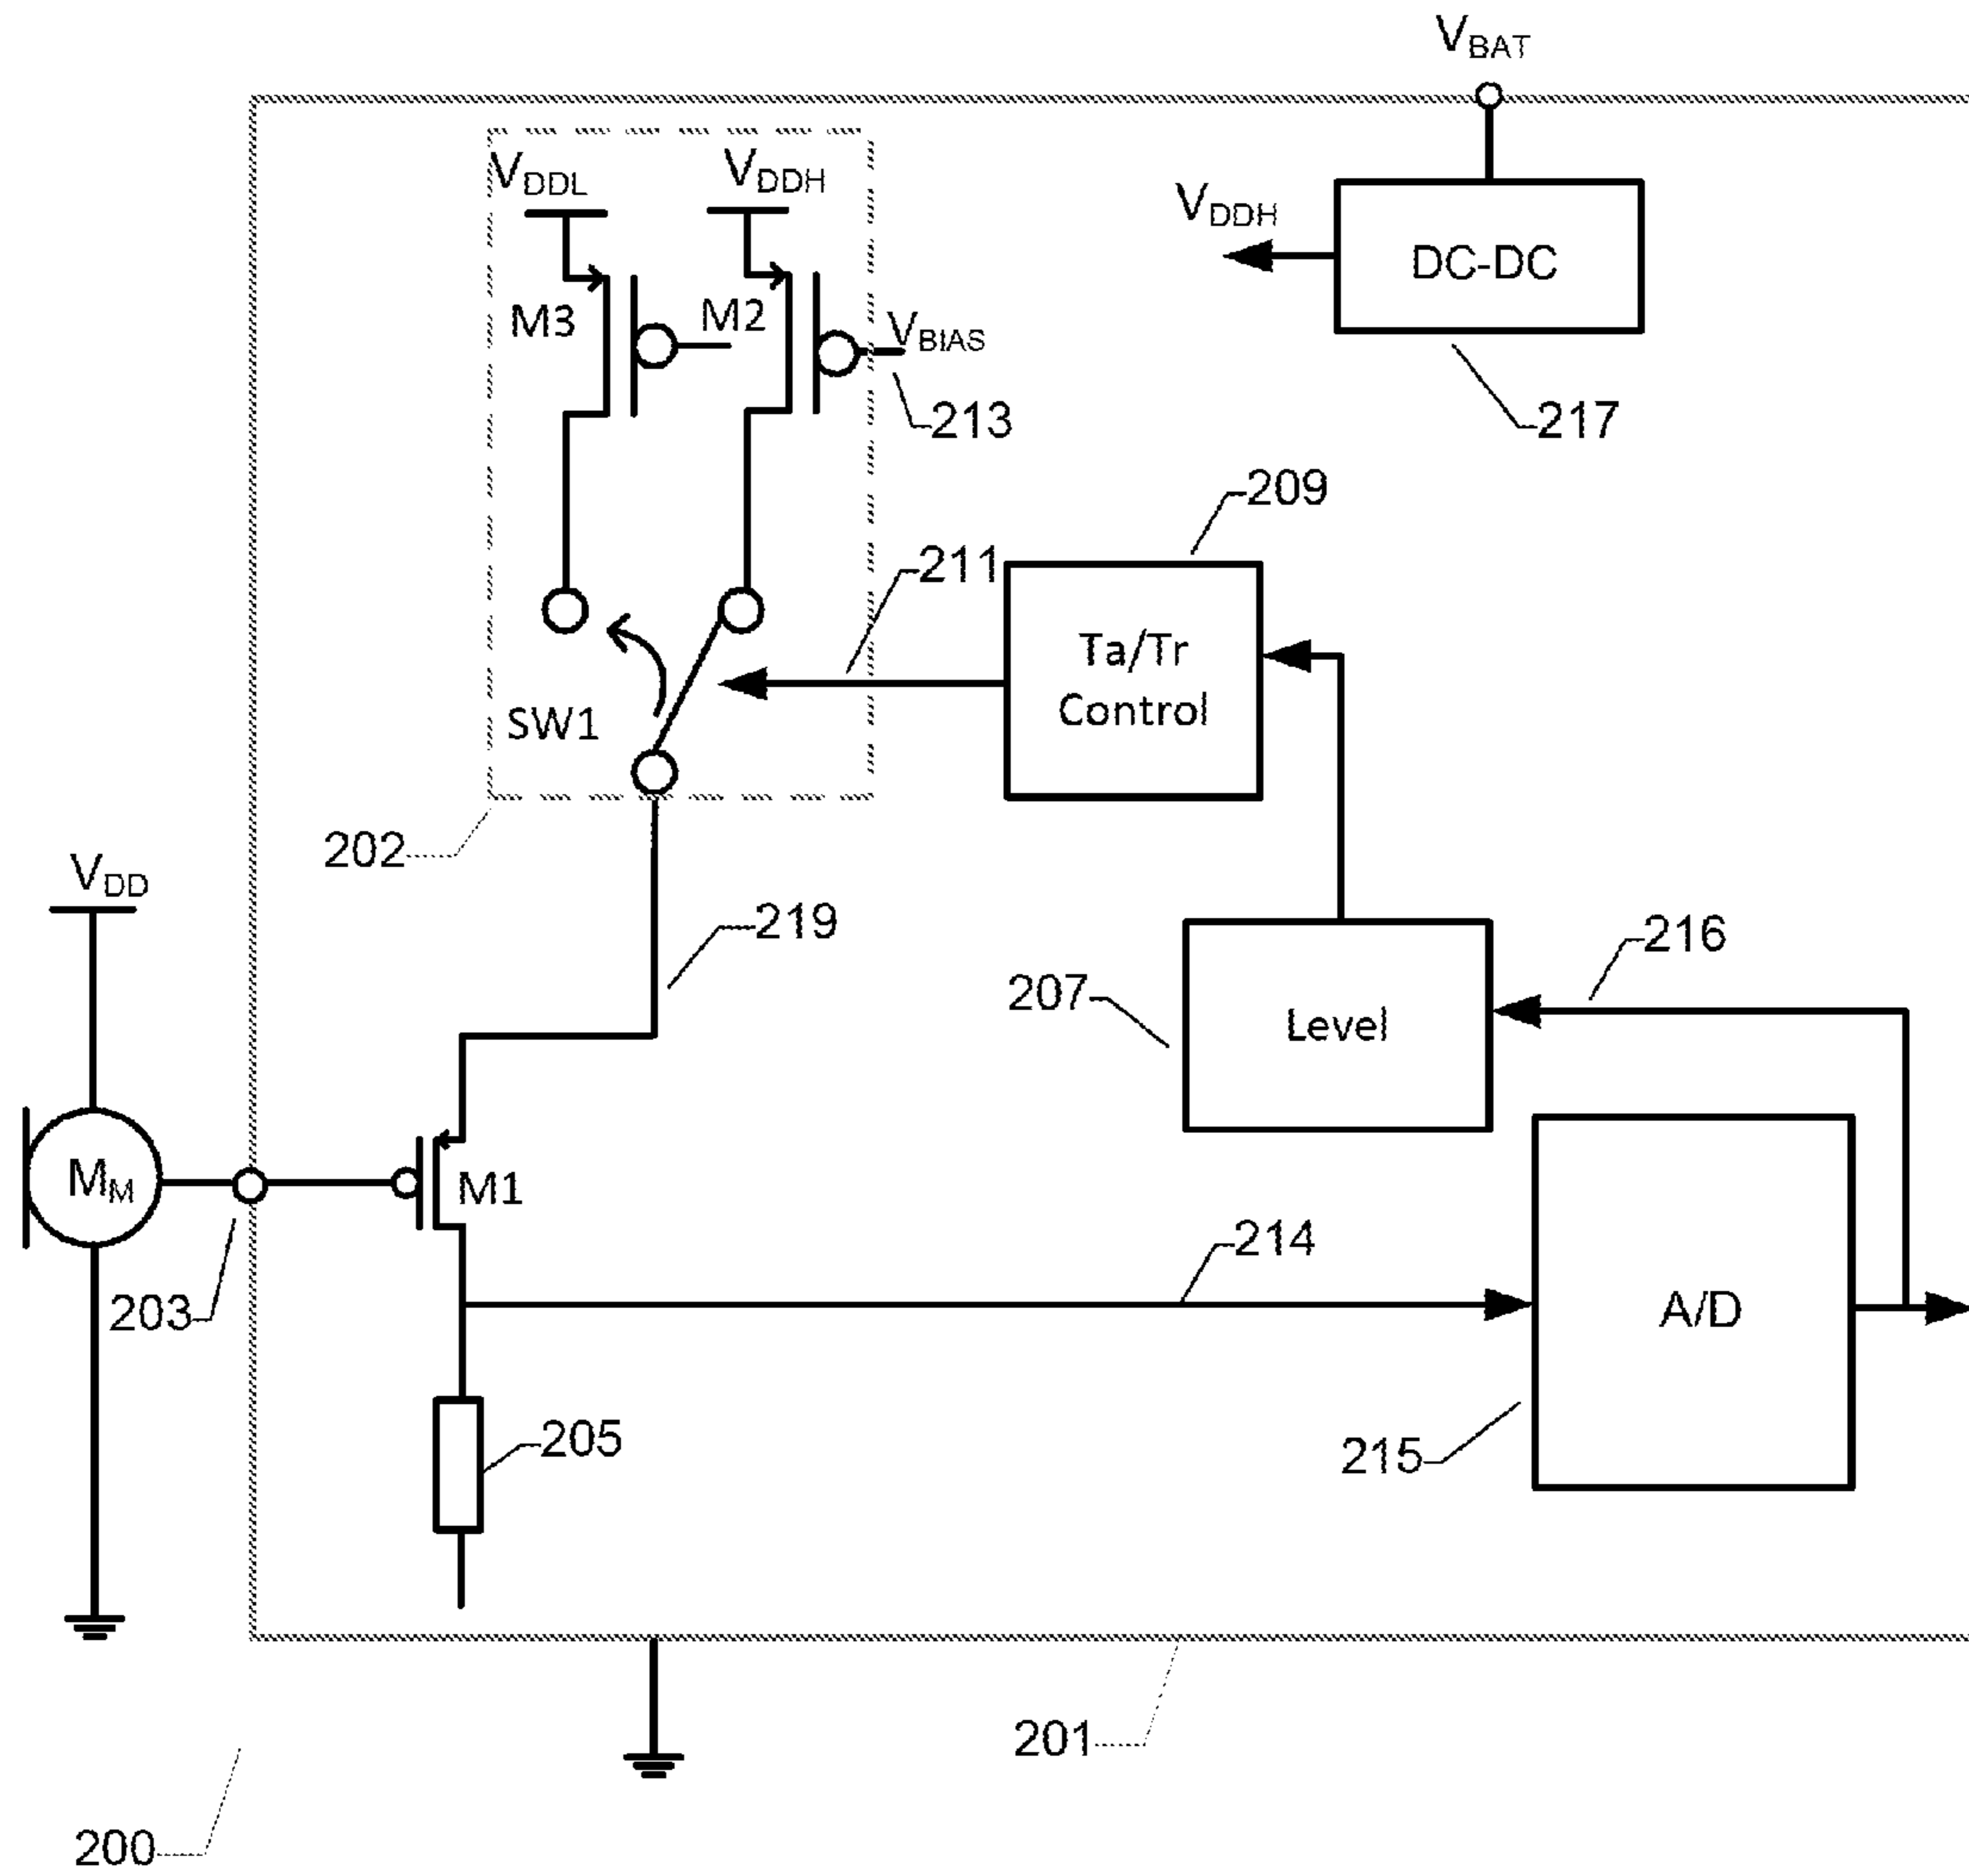 VBAT
VDDL
VDDH
VDDH
DC-DC
M3
M2
VBIAS
213
217
209
211
Ta/Tr
Control
SW1
202
VDD
219
216
207
Level
MM
M1
203
214
A/D
205
215
201
200